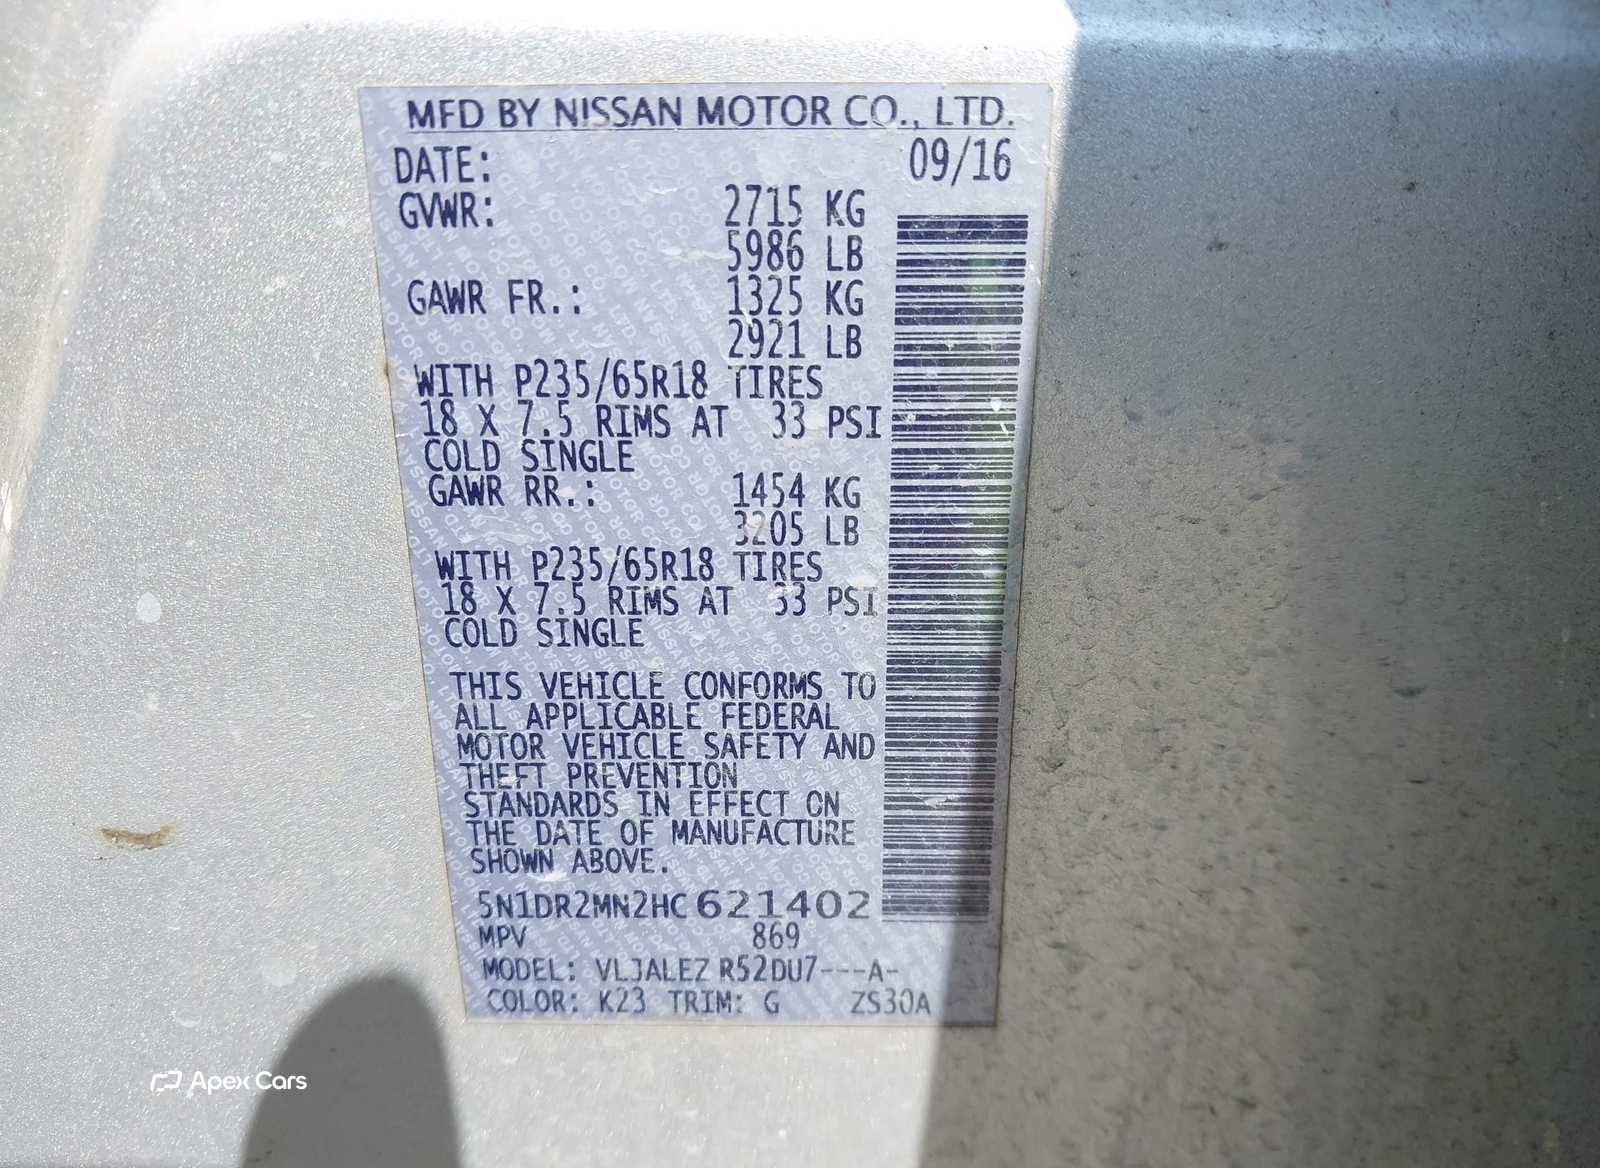 MFD BY NISSAN MOTOR CO., LTD.
DATE: 09/16
GVWR: 2715 KG
5986 LB
GAWR FR.: 1325 KG
2921 LB
WITH P235/65R18 TIRES
18 X 7.5 RIMS AT 33 PSI
COLD SINGLE
GAWR RR.: 1454 KG
3205 LB
WITH P235/65R18 TIRES
18 X 7.5 RIMS AT 33 PSI
COLD SINGLE
THIS VEHICLE CONFORMS TO
ALL APPLICABLE FEDERAL
MOTOR VEHICLE SAFETY AND
THEFT PREVENTION
STANDARDS IN EFFECT ON
THE DATE OF MANUFACTURE
SHOWN ABOVE.
5N1DR2MN2HC621402
MPV 869
MODEL: VLJALEZ R52DU7---A-
COLOR: K23 TRIM: G ZS30A
Apex Cars